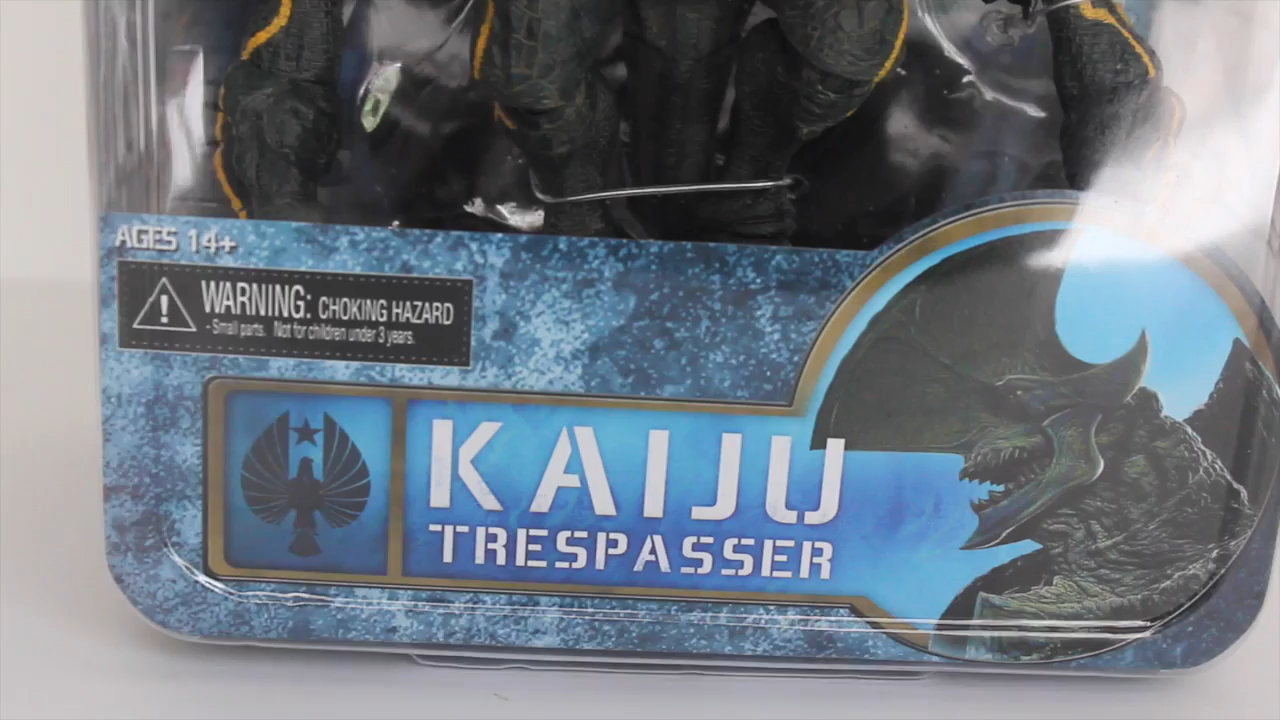 AGES 14+
WARNING: CHOKING HAZARD
- Small parts. Not for children under 3 years.
KAIJU
TRESPASSER